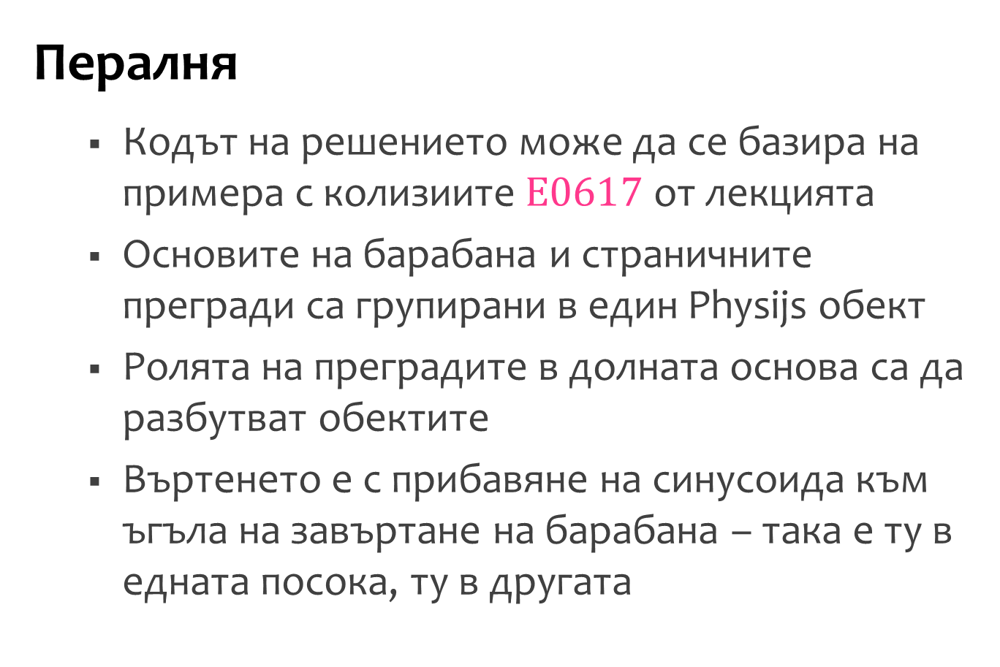 Пералня
▪ Кодът на решението може да се базира на
примера с колизиите E0617 от лекцията
▪ Основите на барабана и страничните
прегради са групирани в един Physijs обект
▪ Ролята на преградите в долната основа са да
разбутват обектите
▪ Въртенето е с прибавяне на синусоида към
ъгъла на завъртане на барабана – така е ту в
едната посока, ту в другата